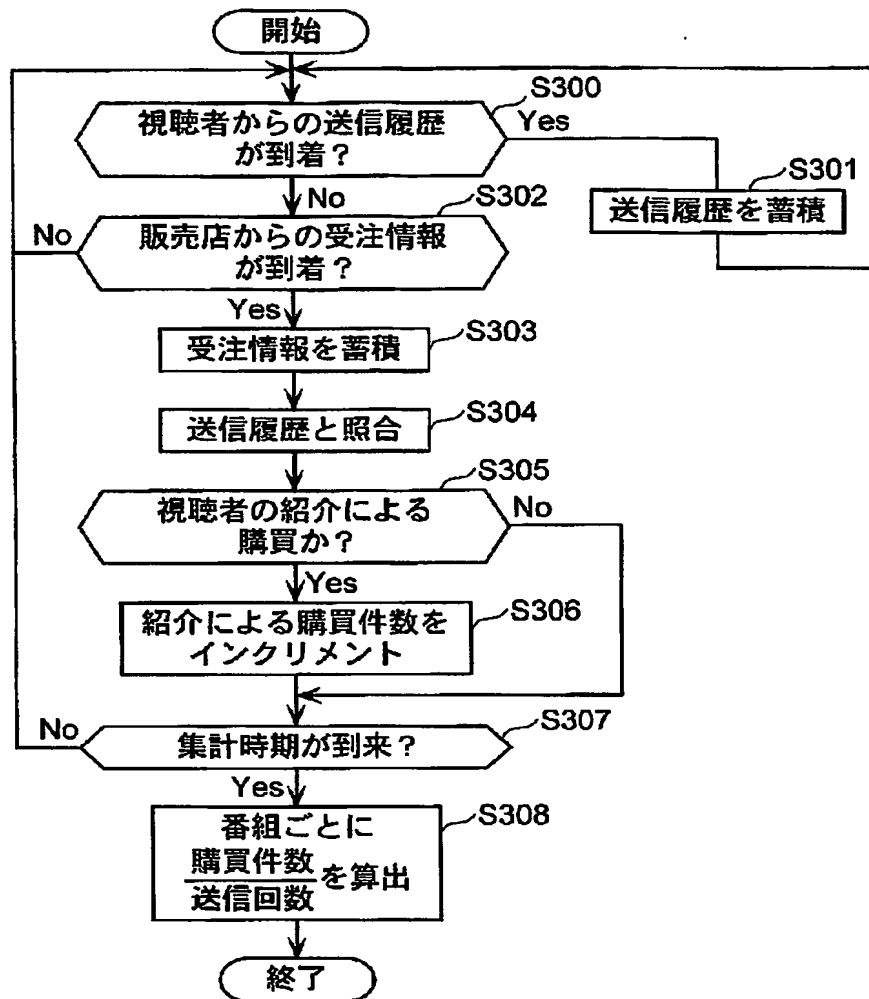 開始
S300
視聴者からの送信履歴
が到着？
Yes
S301
送信履歴を蓄積
No
S302
No
販売店からの受注情報
が到着？
Yes
S303
受注情報を蓄積
S304
送信履歴と照合
S305
視聴者の紹介による
購買か？
No
Yes
S306
紹介による購買件数を
インクリメント
No
S307
集計時期が到来？
Yes
S308
番組ごとに
購買件数
送信回数
を算出
終了